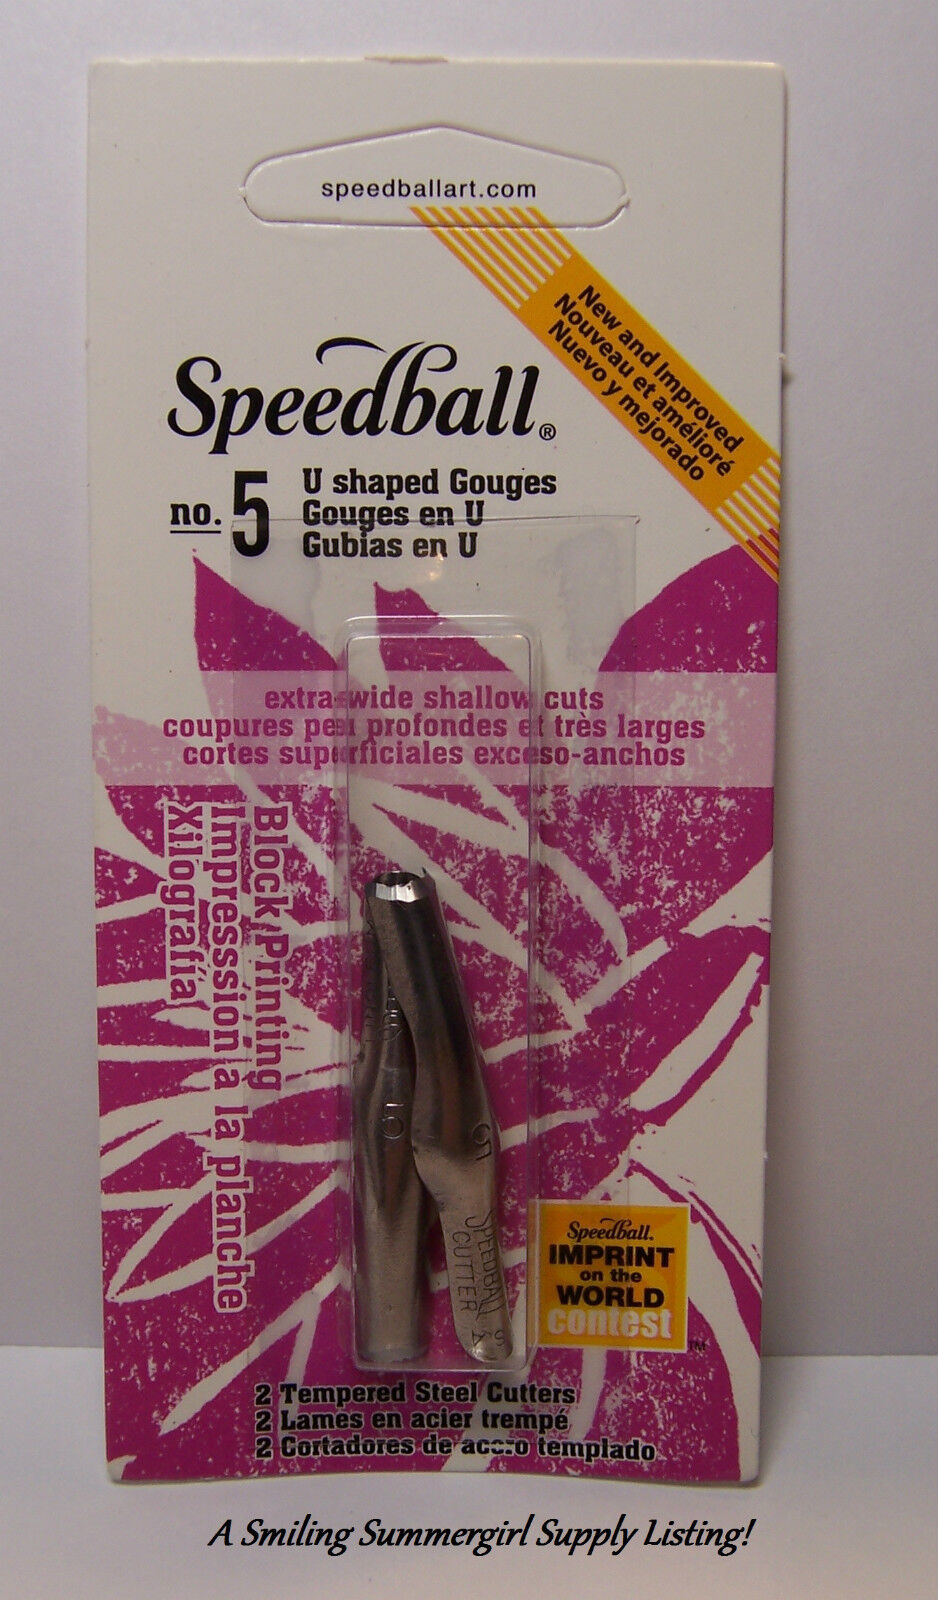 speedballart.com
New and Improved
Nouveau et amélioré
Nuevo y mejorado
Speedball®
no. 5
U shaped Gouges
Gouges en U
Gubias en U
extra-wide shallow cuts
coupures peu profondes et très larges
cortes superficiales exceso-anchos
Block Printing
Impresssion a la planche
Xilografía
5
5
SPEEDBALL
CUTTER
Speedball.
IMPRINT
on the
WORLD
contest
TM
2 Tempered Steel Cutters
2 Lames en acier trempé
2 Cortadores de acero templado
A Smiling Summergirl Supply Listing!